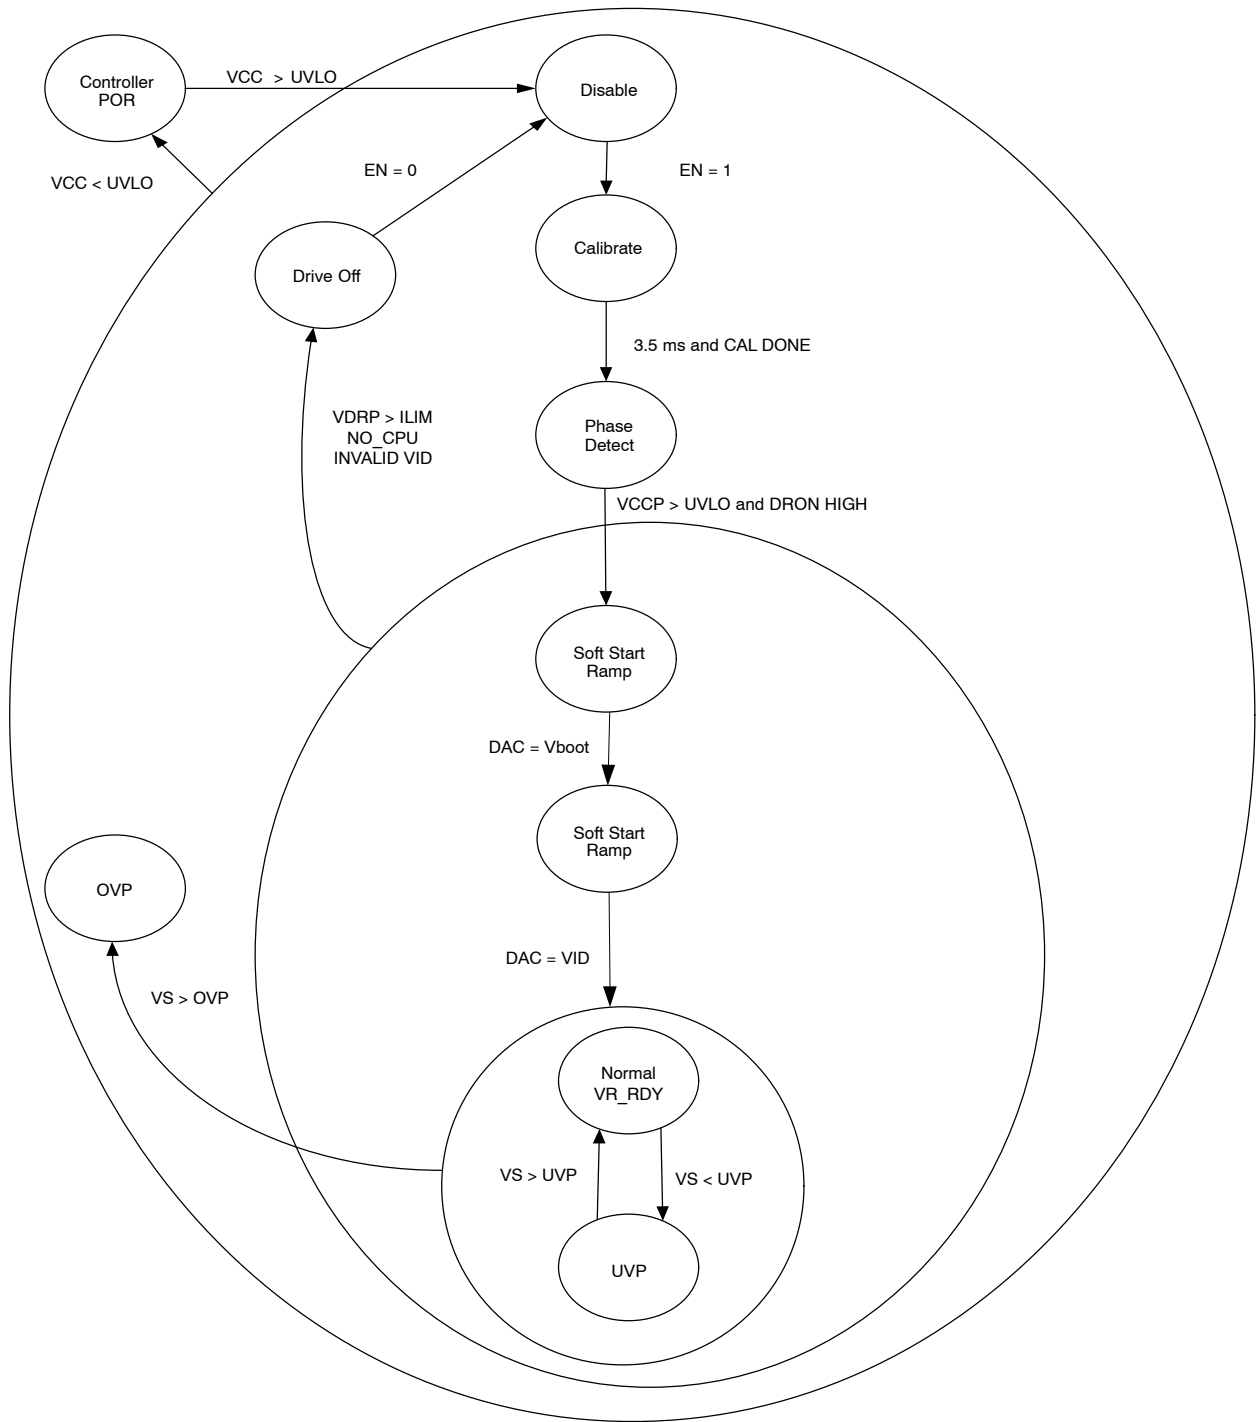 Controller
POR
VCC > UVLO
Disable
VCC < UVLO
EN = 0
EN = 1
Calibrate
Drive Off
3.5 ms and CAL DONE
VDRP > ILIM
NO_CPU
INVALID VID
Phase
Detect
VCCP > UVLO and DRON HIGH
Soft Start
Ramp
DAC = Vboot
Soft Start
Ramp
OVP
DAC = VID
VS > OVP
Normal
VR_RDY
VS > UVP
VS < UVP
UVP